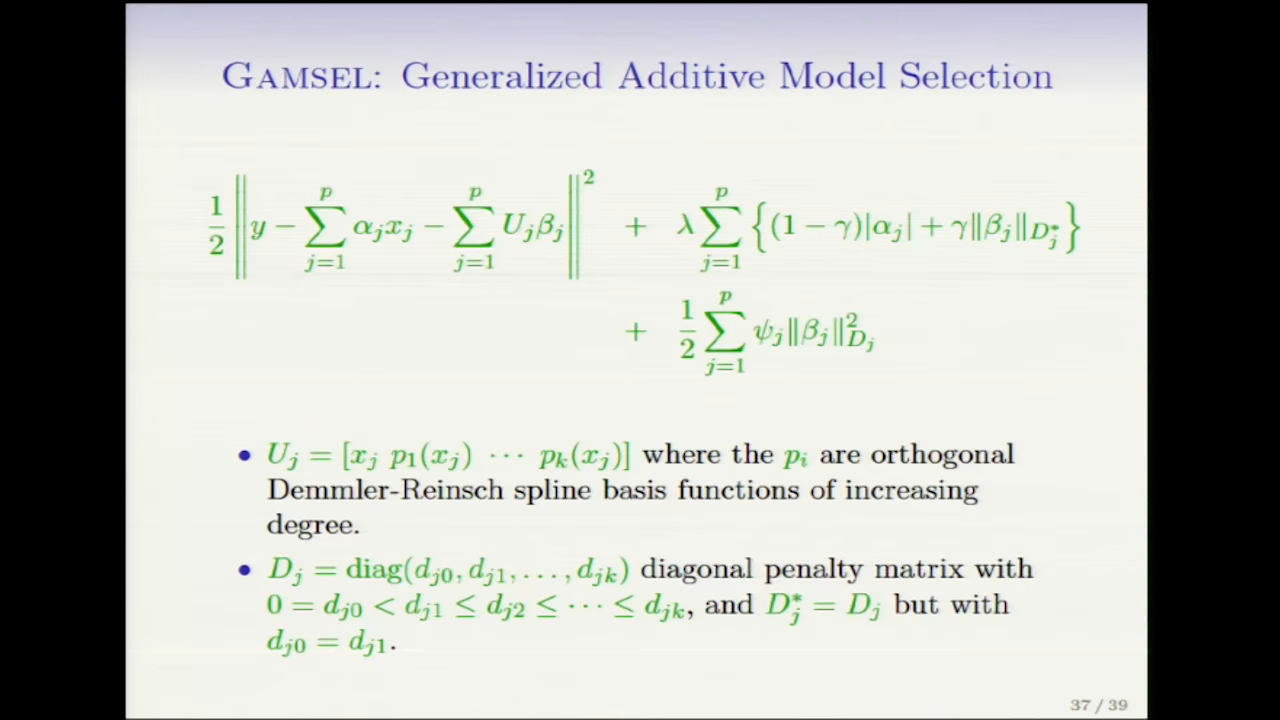 GAMSEL: Generalized Additive Model Selection
1/2 ‖y − ∑_{j=1}^{p} α_j x_j − ∑_{j=1}^{p} U_j β_j‖² + λ ∑_{j=1}^{p} {(1 − γ)|α_j| + γ‖β_j‖_{D_j^*}}
+ 1/2 ∑_{j=1}^{p} ψ_j ‖β_j‖²_{D_j}
• U_j = [x_j p_1(x_j) ··· p_k(x_j)] where the p_i are orthogonal
Demmler-Reinsch spline basis functions of increasing
degree.
• D_j = diag(d_{j0}, d_{j1}, . . . , d_{jk}) diagonal penalty matrix with
0 = d_{j0} < d_{j1} ≤ d_{j2} ≤ ··· ≤ d_{jk}, and D_j^* = D_j but with
d_{j0} = d_{j1}.
37 / 39